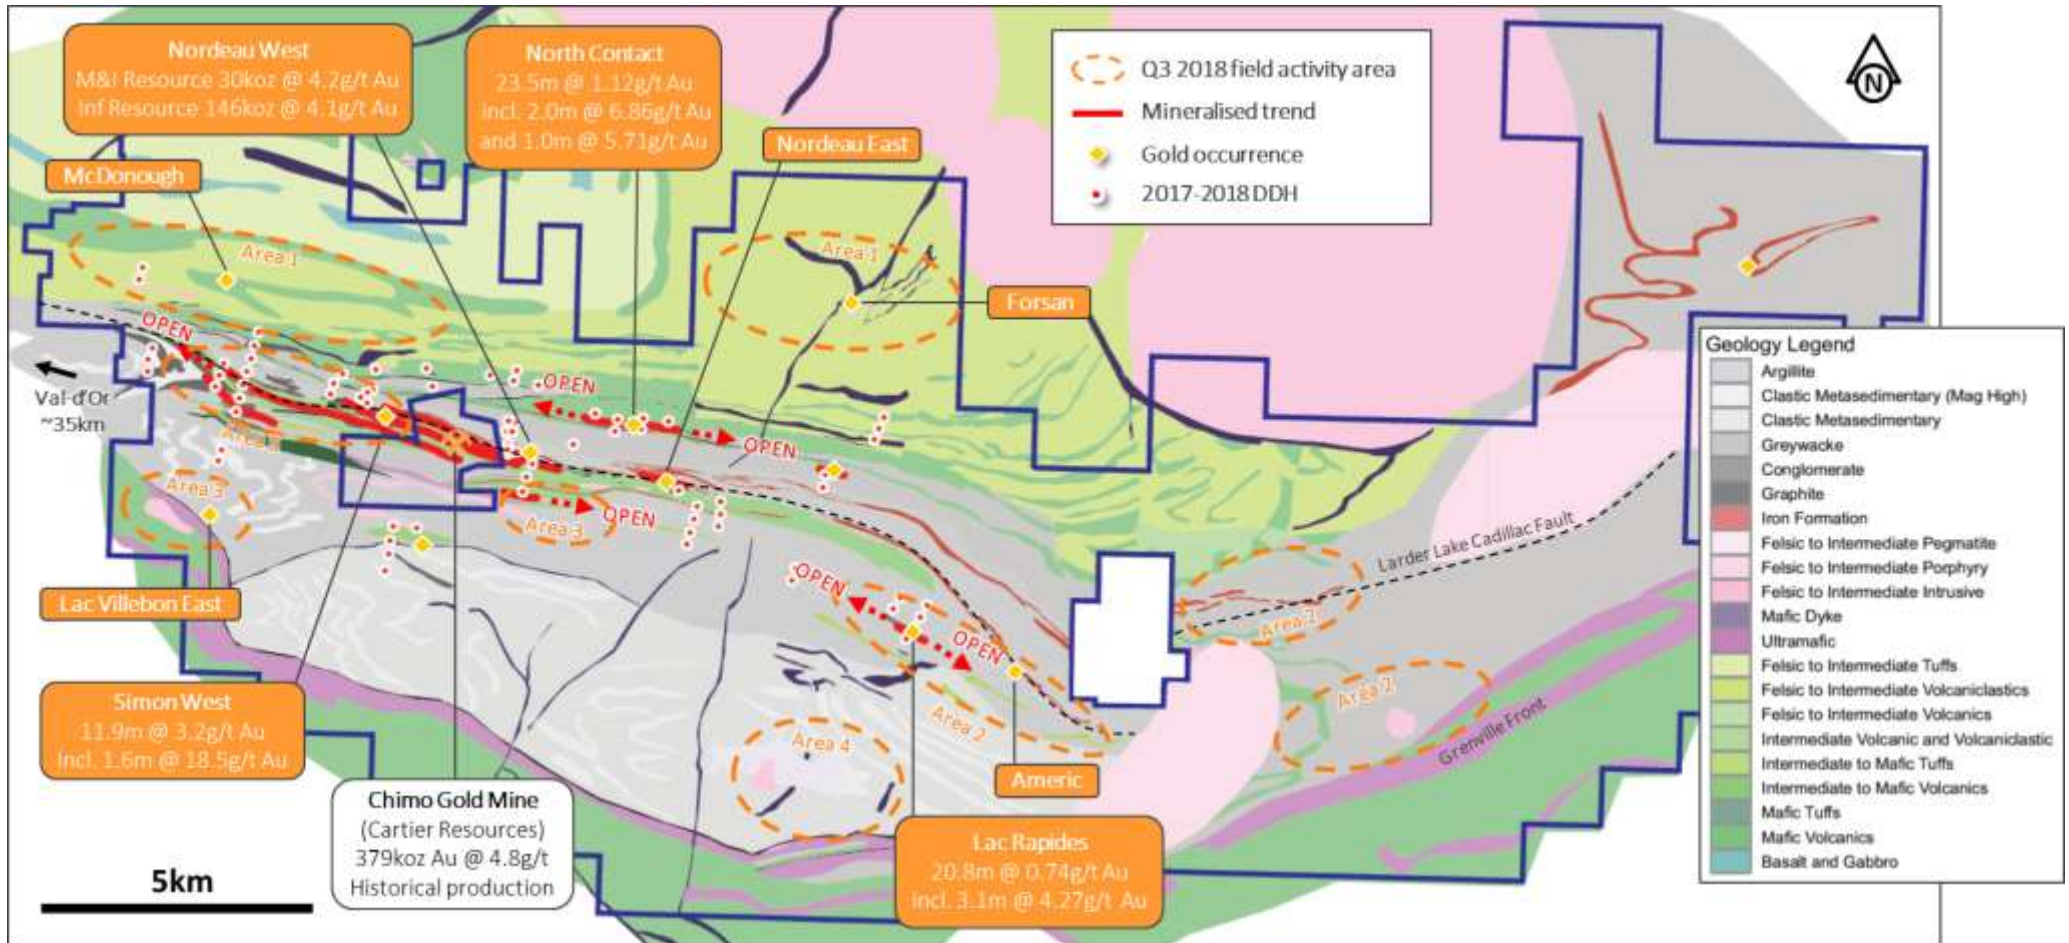 Nordeau West
M&I Resource 30koz @ 4.2g/t Au
Inf Resource 146koz @ 4.1g/t Au
North Contact
23.5m @ 1.12g/t Au
incl. 2.0m @ 6.86g/t Au
and 1.0m @ 5.71g/t Au
Nordeau East
McDonough
Q3 2018 field activity area
Mineralised trend
Gold occurrence
2017-2018 DDH
N
Area 1
Area 1
Forsan
OPEN
OPEN
OPEN
OPEN
OPEN
OPEN
Val-d'Or
~35km
Area 3
Area 3
Larder Lake Cadillac Fault
Area 2
Area 2
Area 2
Grenville Front
Area 4
Lac Villebon East
Simon West
11.9m @ 3.2g/t Au
Incl. 1.6m @ 18.5g/t Au
Chimo Gold Mine
(Cartier Resources)
379koz Au @ 4.8g/t
Historical production
Americ
Lac Rapides
20.8m @ 0.74g/t Au
incl. 3.1m @ 4.27g/t Au
5km
Geology Legend
Argillite
Clastic Metasedimentary (Mag High)
Clastic Metasedimentary
Greywacke
Conglomerate
Graphite
Iron Formation
Felsic to Intermediate Pegmatite
Felsic to Intermediate Porphyry
Felsic to Intermediate Intrusive
Mafic Dyke
Ultramafic
Felsic to Intermediate Tuffs
Felsic to Intermediate Volcaniclastics
Felsic to Intermediate Volcanics
Intermediate Volcanic and Volcaniclastic
Intermediate to Mafic Tuffs
Intermediate to Mafic Volcanics
Mafic Tuffs
Mafic Volcanics
Basalt and Gabbro